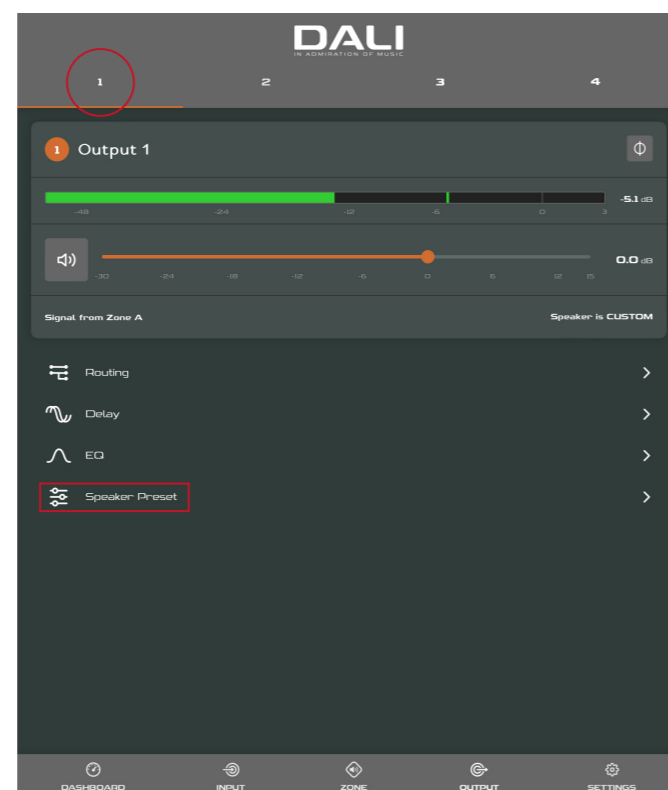 DALI
IN ADMIRATION OF MUSIC
1 2 3 4
1 Output 1
-5.1 dB
-48 -24 -12 -6 0 3
0.0 dB
-30 -24 -18 -12 -6 0 6 12 15
Signal from Zone A Speaker is CUSTOM
Routing
Delay
EQ
Speaker Preset
DASHBOARD INPUT ZONE OUTPUT SETTINGS